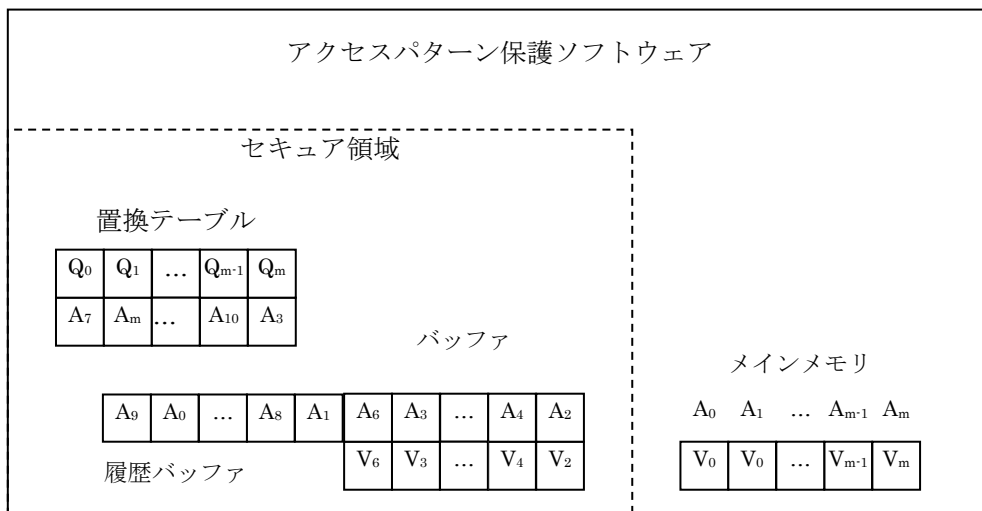 アクセスパターン保護ソフトウェア
セキュア領域
置換テーブル
Q0 Q1 … Qm-1 Qm
A7 Am … A10 A3
バッファ
メインメモリ
A9 A0 … A8 A1 A6 A3 … A4 A2
A0 A1 … Am-1 Am
履歴バッファ
V6 V3 … V4 V2
V0 V0 … Vm-1 Vm